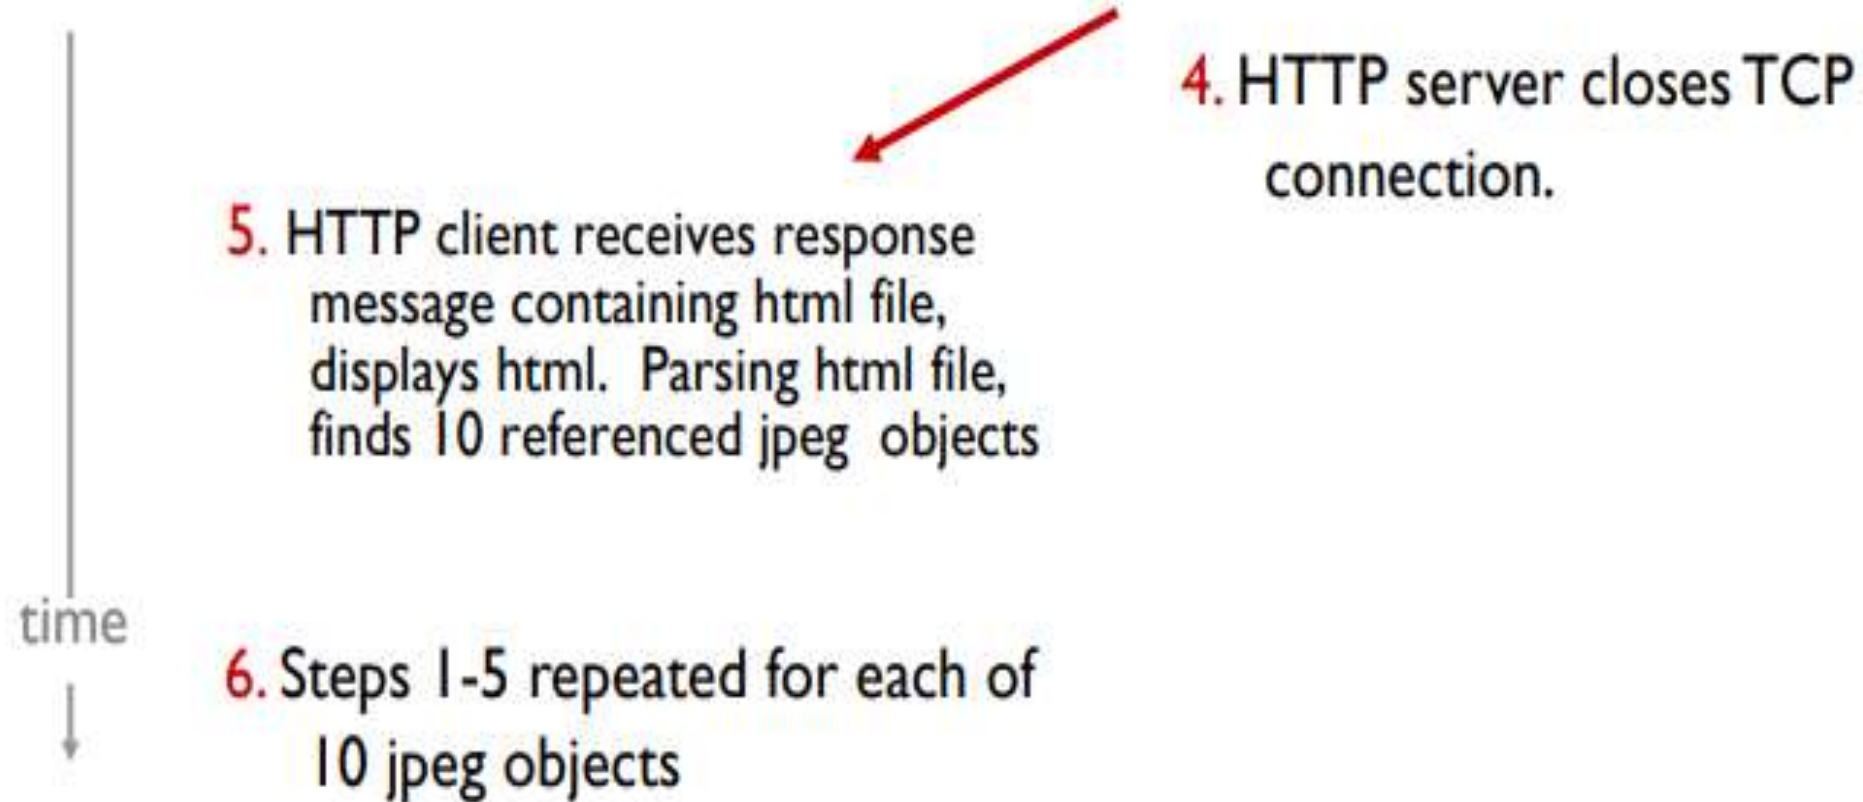 4. HTTP server closes TCP
connection.
5. HTTP client receives response
message containing html file,
displays html. Parsing html file,
finds 10 referenced jpeg objects
time
6. Steps 1-5 repeated for each of
10 jpeg objects